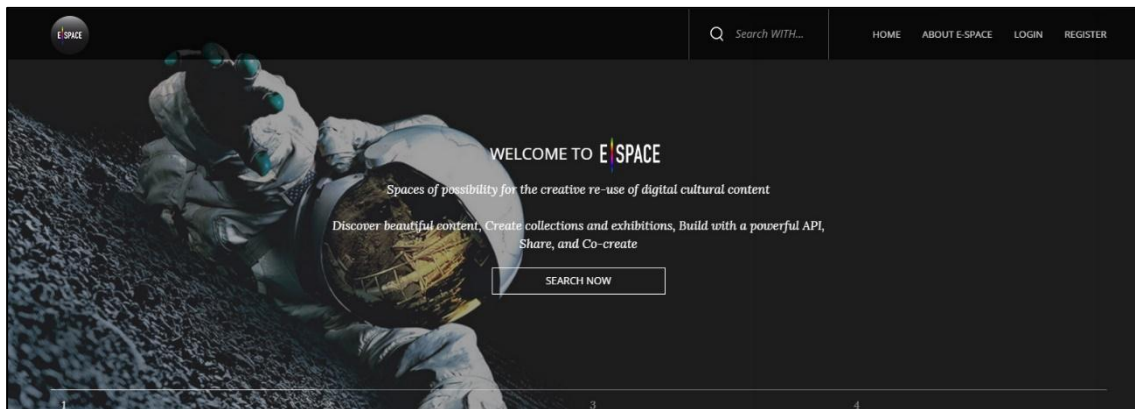 E SPACE
Search WITH...
HOME
ABOUT E-SPACE
LOGIN
REGISTER
WELCOME TO E SPACE
Spaces of possibility for the creative re-use of digital cultural content
Discover beautiful content, Create collections and exhibitions, Build with a powerful API,
Share, and Co-create
SEARCH NOW
1
3
4